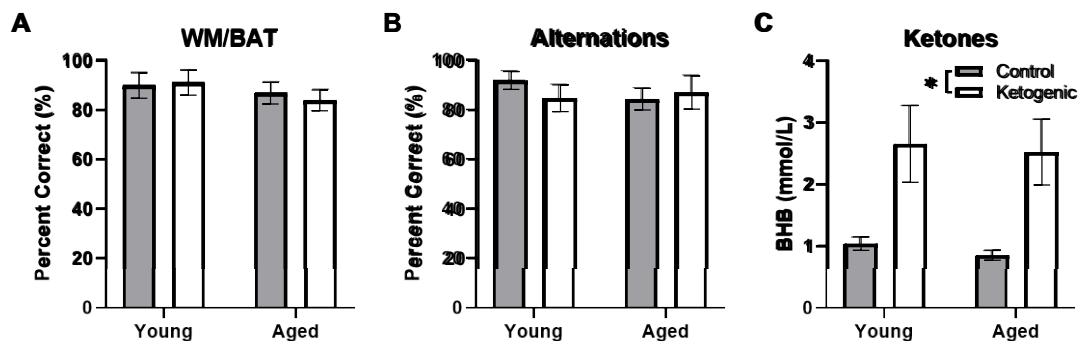 A
WM/BAT
Percent Correct (%)
100
80
60
40
20
0
Young Aged
B
Alternations
Percent Correct (%)
100
80
60
40
20
0
Young Aged
C
Ketones
BHB (mmol/L)
4
3
2
1
0
* Control
Ketogenic
Young Aged